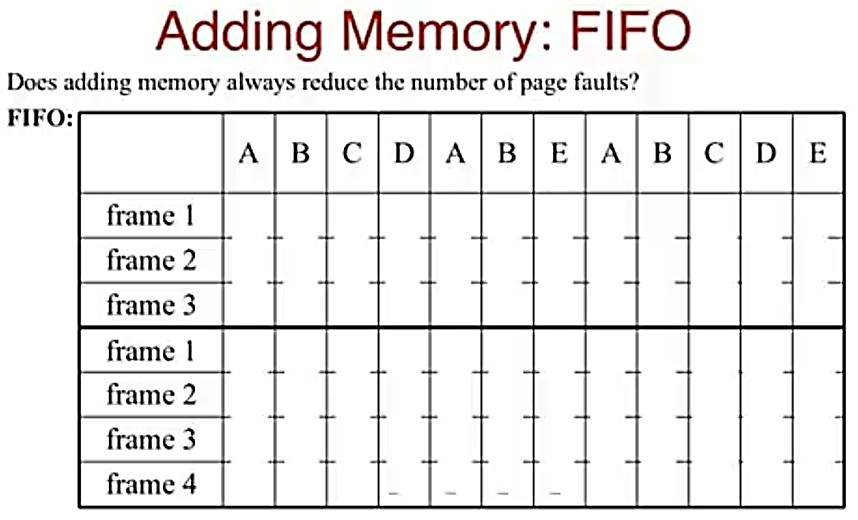 Adding Memory: FIFO
Does adding memory always reduce the number of page faults?
FIFO:
A B C D A B E A B C D E
frame 1
frame 2
frame 3
frame 1
frame 2
frame 3
frame 4